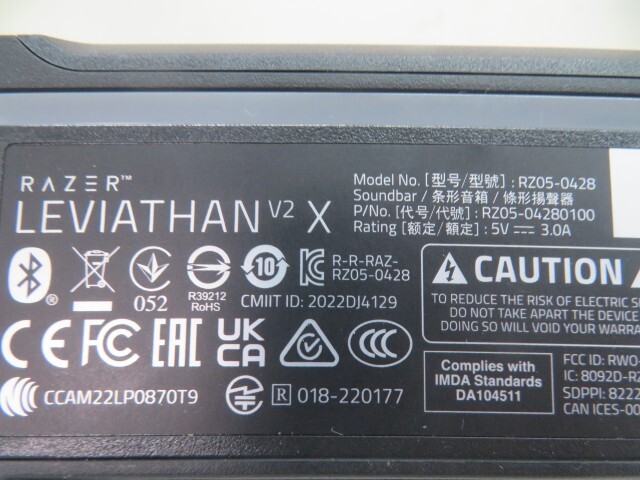 RAZER™
LEVIATHAN V2 X
Model No. [型号/型號] : RZ05-0428
Soundbar / 条形音箱 / 條形揚聲器
P/No. [代号/代號] : RZ05-04280100
Rating [额定/額定] : 5V ⎓ 3.0A
®
052
R39212
RoHS
10
R-R-RAZ-
RZ05-0428
CMIIT ID: 2022DJ4129
CAUTION
TO REDUCE THE RISK OF ELECTRIC S
DO NOT TAKE APART THE DEVICE
DOING SO WILL VOID YOUR WARRA
CE FC EAC UK
CA
CCC
CCAM22LP0870T9
R 018-220177
Complies with
IMDA Standards
DA104511
FCC ID: RWO
IC: 8092D-RZ
SDPPI: 8222
CAN ICES-00